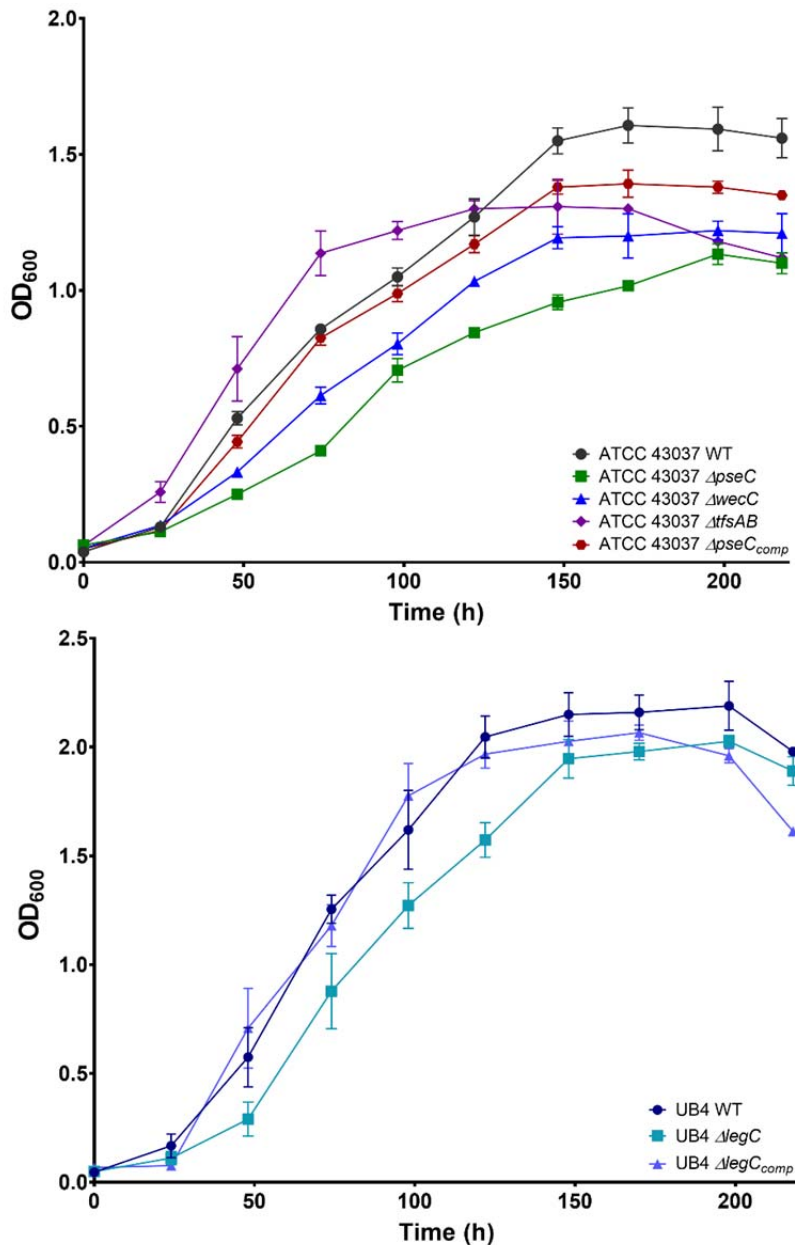 2.0
1.5
1.0
0.5
0.0
OD600
0
50
100
150
200
Time (h)
ATCC 43037 WT
ATCC 43037 ΔpseC
ATCC 43037 ΔwecC
ATCC 43037 ΔtfsAB
ATCC 43037 ΔpseCcomp
2.5
2.0
1.5
1.0
0.5
0.0
OD600
0
50
100
150
200
Time (h)
UB4 WT
UB4 ΔlegC
UB4 ΔlegCcomp